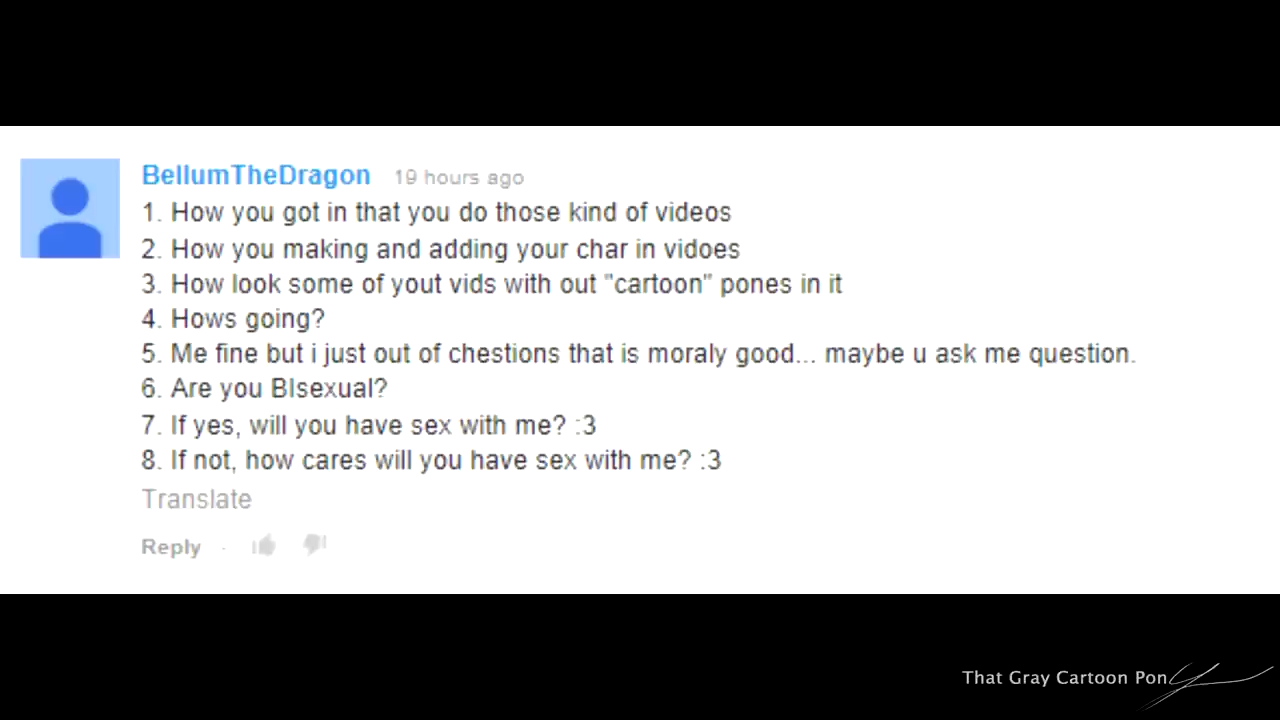 BellumTheDragon 19 hours ago
1. How you got in that you do those kind of videos
2. How you making and adding your char in vidoes
3. How look some of yout vids with out "cartoon" pones in it
4. Hows going?
5. Me fine but i just out of chestions that is moraly good... maybe u ask me question.
6. Are you BIsexual?
7. If yes, will you have sex with me? :3
8. If not, how cares will you have sex with me? :3
Translate
Reply ·
That Gray Cartoon Pony